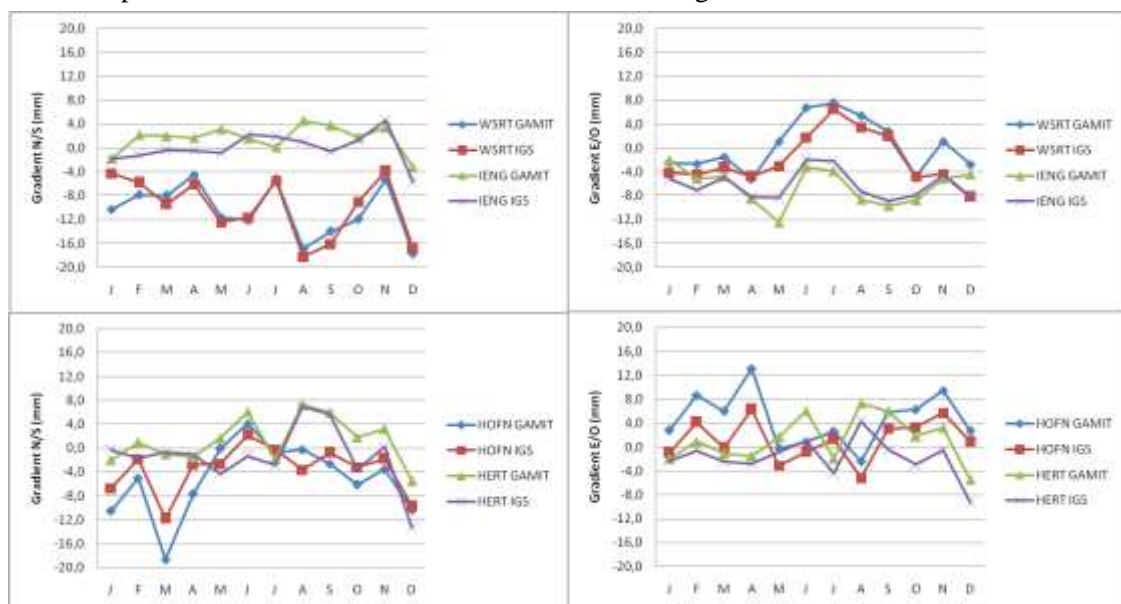 20,0
16,0
12,0
8,0
4,0
0,0
-4,0
-8,0
-12,0
-16,0
-20,0
Gradient N/S (mm)
J F M A M J J A S O N D
WSRT GAMIT
WSRT IGS
IENG GAMIT
IENG IGS
20,0
16,0
12,0
8,0
4,0
0,0
-4,0
-8,0
-12,0
-16,0
-20,0
Gradient E/O (mm)
J F M A M J J A S O N D
WSRT GAMIT
WSRT IGS
IENG GAMIT
IENG IGS
20,0
16,0
12,0
8,0
4,0
0,0
-4,0
-8,0
-12,0
-16,0
-20,0
Gradient N/S (mm)
J F M A M J J A S O N D
HOFN GAMIT
HOFN IGS
HERT GAMIT
HERT IGS
20,0
16,0
12,0
8,0
4,0
0,0
-4,0
-8,0
-12,0
-16,0
-20,0
Gradient E/O (mm)
J F M A M J J A S O N D
HOFN GAMIT
HOFN IGS
HERT GAMIT
HERT IGS